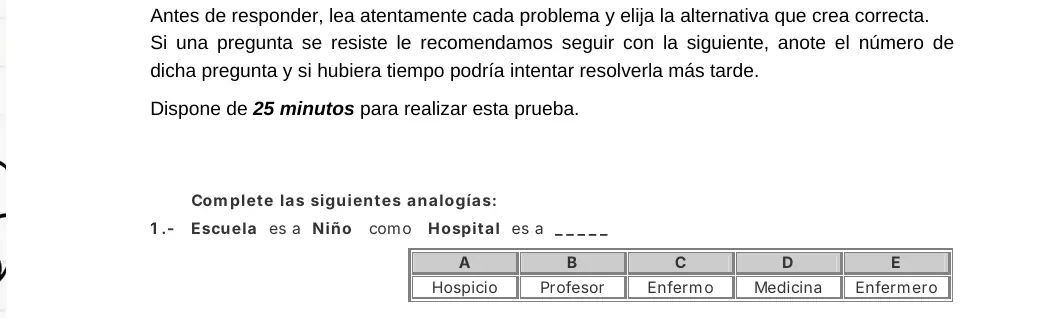 Antes de responder, lea atentamente cada problema y elija la alternativa que crea correcta.
Si una pregunta se resiste le recomendamos seguir con la siguiente, anote el número de
dicha pregunta y si hubiera tiempo podría intentar resolverla más tarde.
Dispone de 25 minutos para realizar esta prueba.
Complete las siguientes analogías:
1.- Escuela es a Niño como Hospital es a _____
A B C D E
Hospicio Profesor Enfermo Medicina Enfermero